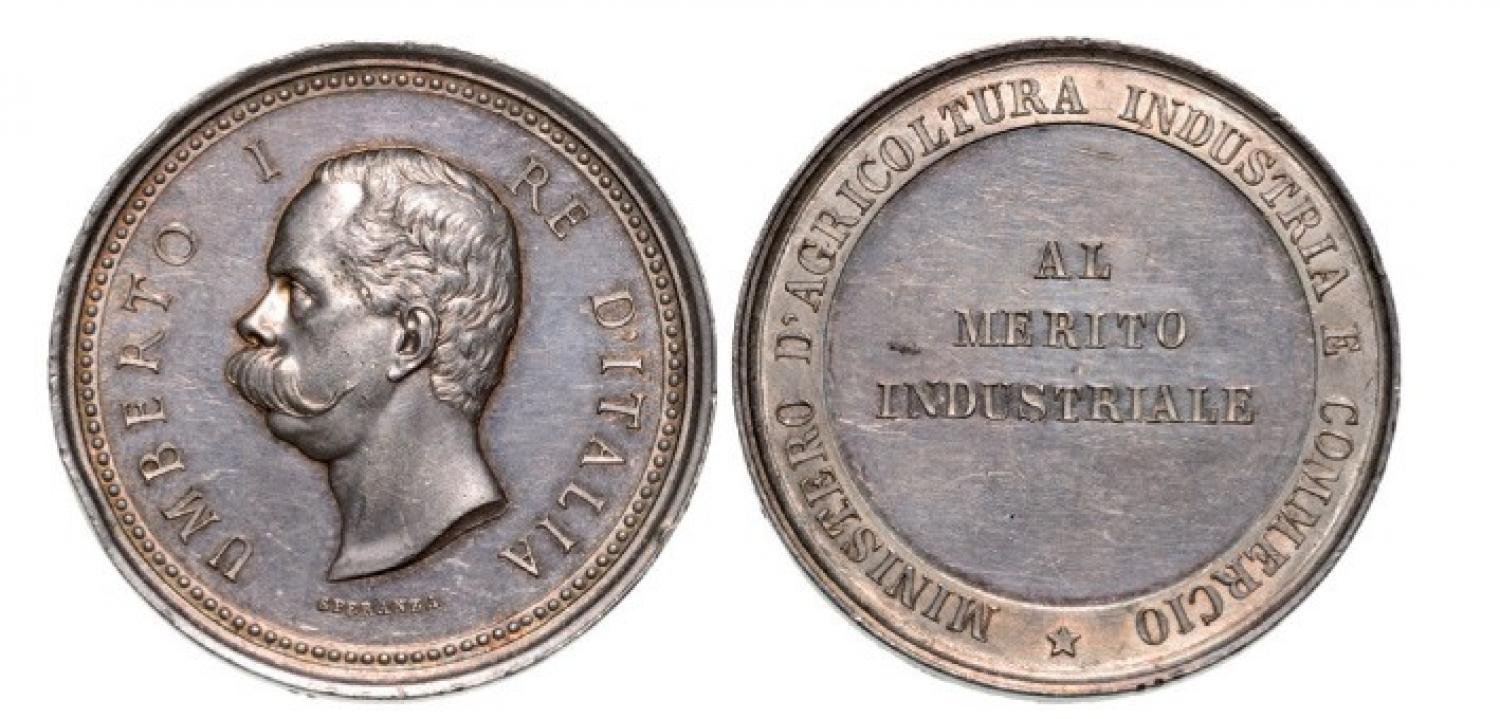 UMBERTO I RE D'ITALIA
SPERANZA
MINISTERO D'AGRICOLTURA INDUSTRIA E COMMERCIO
AL
MERITO
INDUSTRIALE